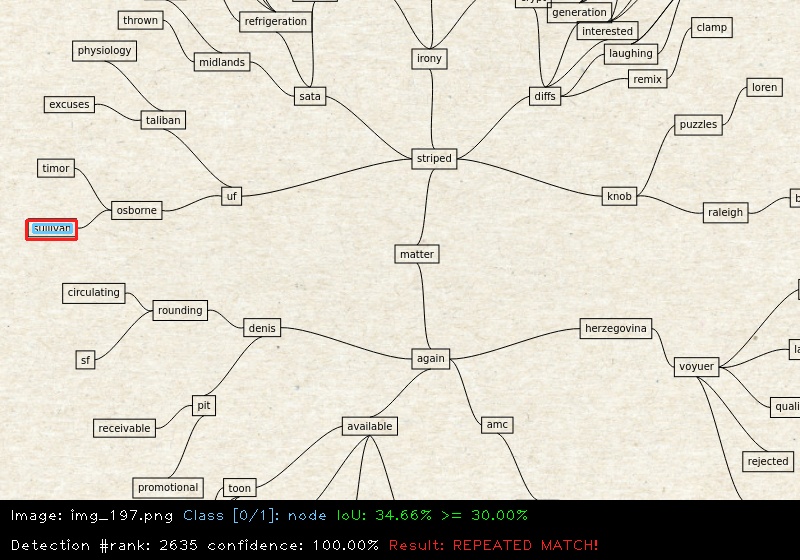 generation
refrigeration
thrown
interested
clamp
physiology
midlands
irony
laughing
remix
loren
excuses
taliban
sata
diffs
puzzles
striped
timor
osborne
uf
knob
raleigh
sullivan
matter
circulating
rounding
denis
again
herzegovina
sf
voyuer
pit
receivable
available
amc
rejected
promotional
toon
Image: img_197.png Class [0/1]: node IoU: 34.66% >= 30.00%
Detection #rank: 2635 confidence: 100.00% Result: REPEATED MATCH!